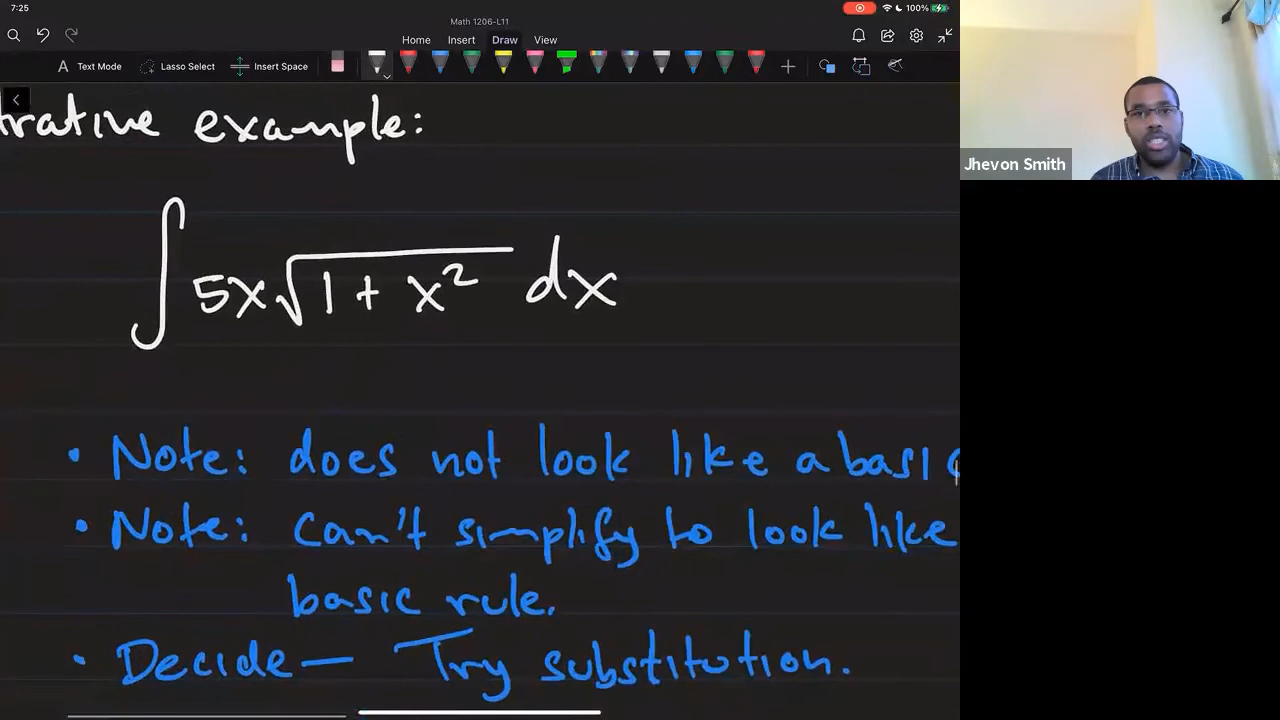 7:25
100%
Math 1206-L11
Home Insert Draw View
Text Mode Lasso Select Insert Space
example:
∫ 5x√(1 + x²) dx
Jhevon Smith
• Note: does not look like a basic
• Note: can't simplify to look like
basic rule.
• Decide — Try substitution.